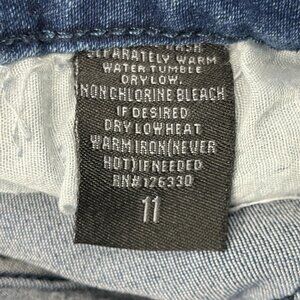 WASH
SEPARATELY WARM
WATER TUMBLE
DRY LOW.
NON CHLORINE BLEACH
IF DESIRED
DRY LOW HEAT
WARM IRON(NEVER
HOT)IF NEEDED
RN#126330
11